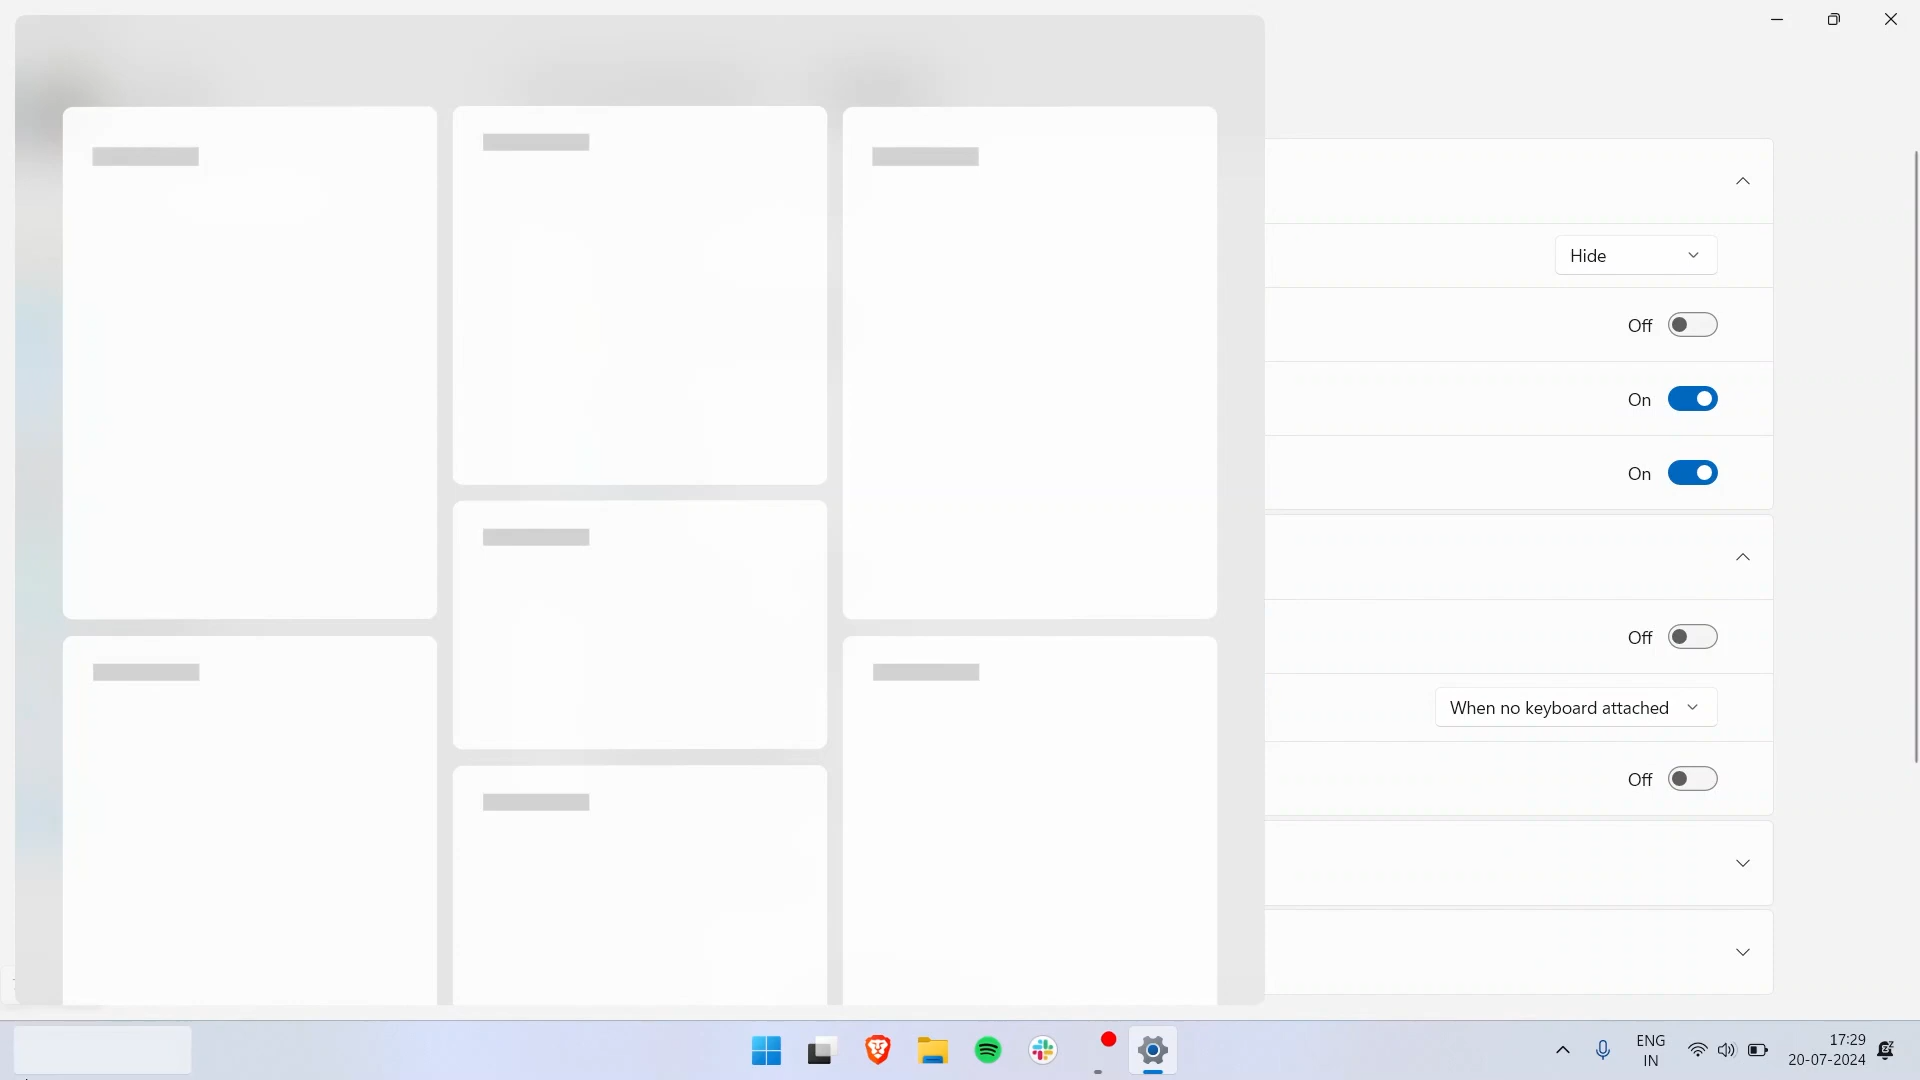 Hide
Off
On
On
Off
When no keyboard attached
Off
ENG
IN
17:29
20-07-2024